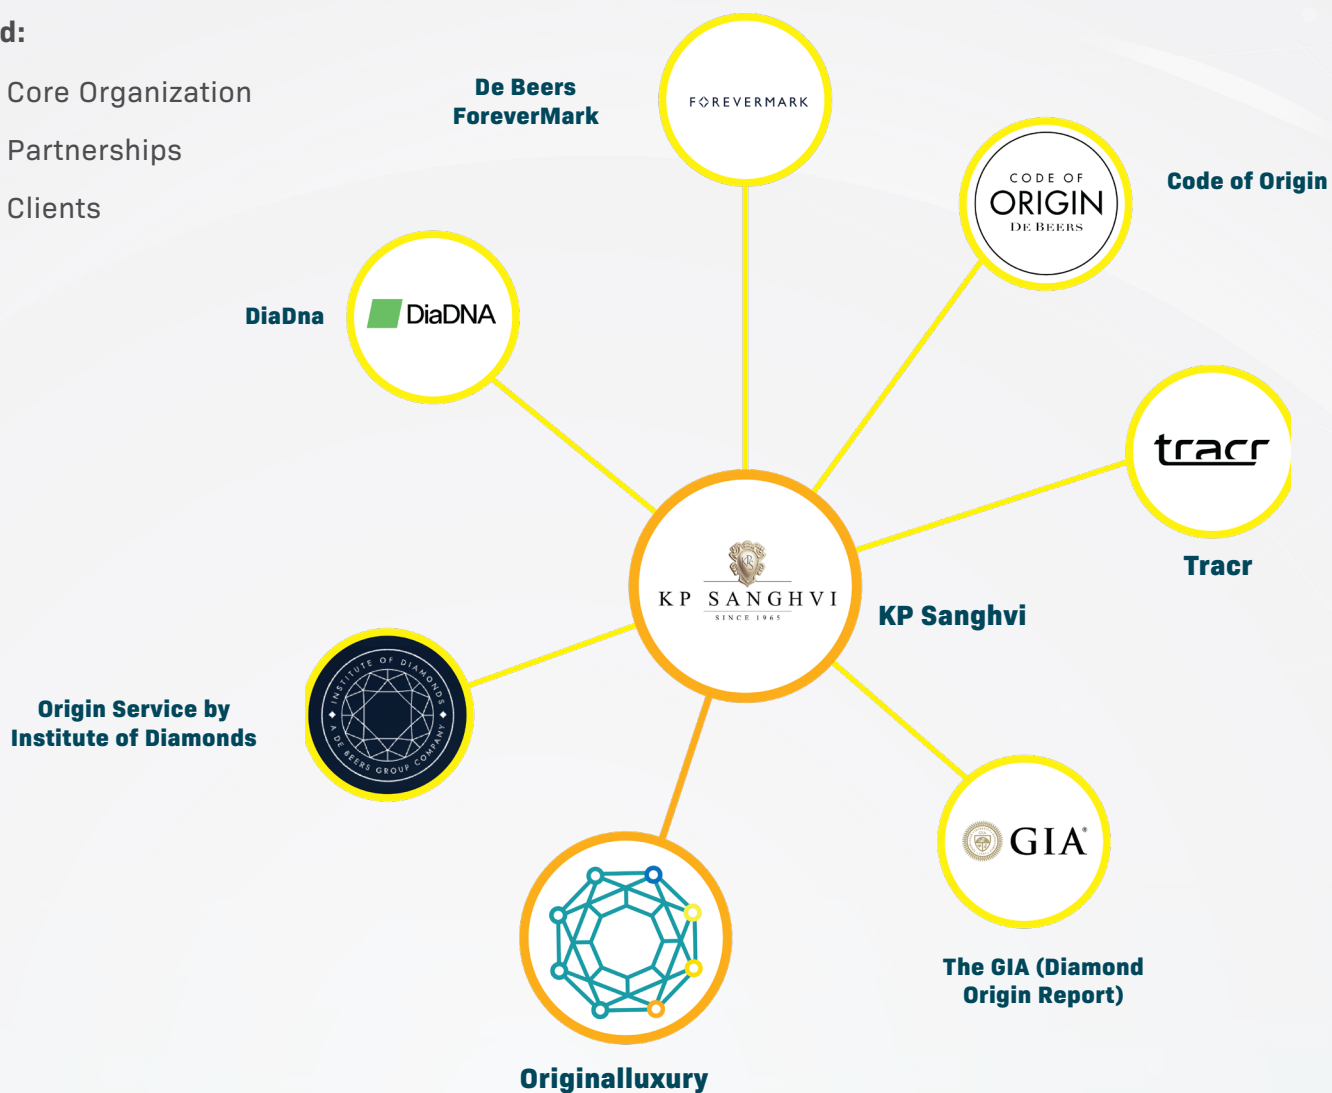 d:
Core Organization
Partnerships
Clients
De Beers
ForeverMark
FOREVERMARK
CODE OF
ORIGIN
DE BEERS
Code of Origin
DiaDna
DiaDNA
tracr
Tracr
KP SANGHVI
SINCE 1965
KP Sanghvi
Origin Service by
Institute of Diamonds
INSTITUTE OF DIAMONDS
A DE BEERS GROUP COMPANY
GIA®
The GIA (Diamond
Origin Report)
Originalluxury